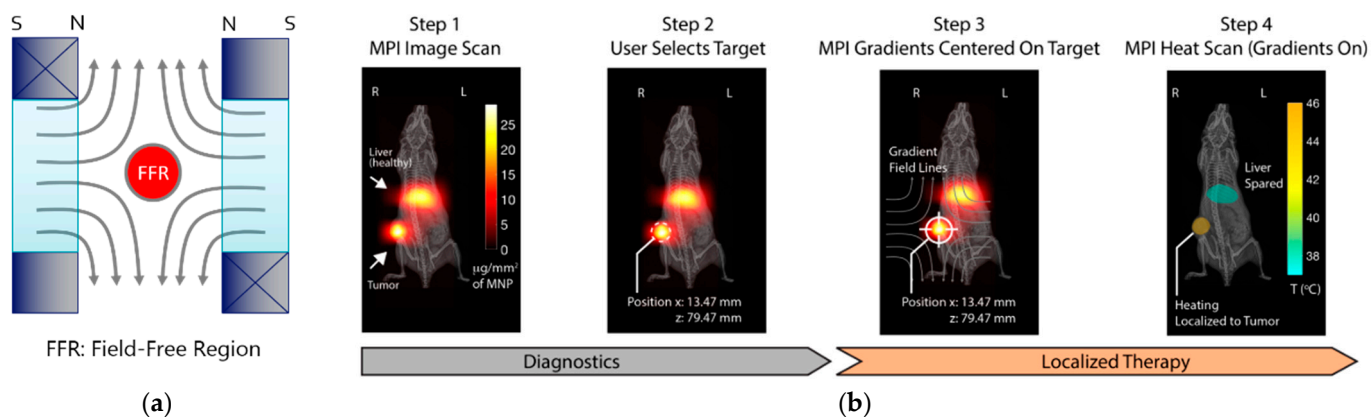 S N N S
FFR
FFR: Field-Free Region
(a)
Step 1
MPI Image Scan
R L
Liver
(healthy)
Tumor
25
20
15
10
5
0
μg/mm²
of MNP
Step 2
User Selects Target
R L
Position x: 13.47 mm
z: 79.47 mm
Step 3
MPI Gradients Centered On Target
R L
Gradient
Field Lines
Position x: 13.47 mm
z: 79.47 mm
Step 4
MPI Heat Scan (Gradients On)
R L
Liver
Spared
Heating
Localized to Tumor
46
44
42
40
38
T (°C)
Diagnostics
Localized Therapy
(b)